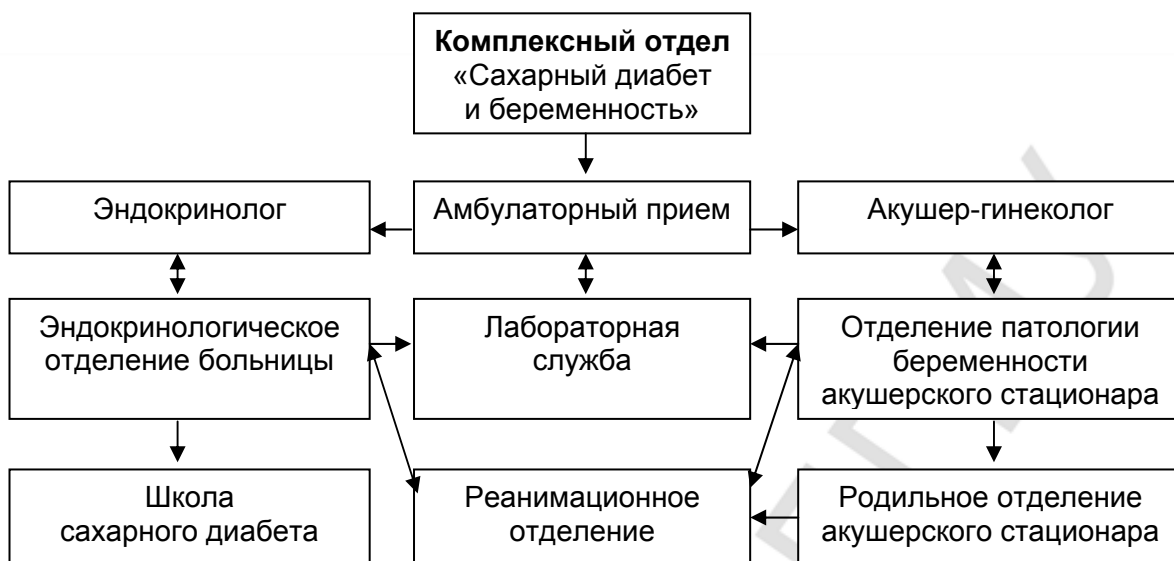 Комплексный отдел
«Сахарный диабет
и беременность»
Эндокринолог
Амбулаторный прием
Акушер-гинеколог
Эндокринологическое
отделение больницы
Лабораторная
служба
Отделение патологии
беременности
акушерского стационара
Школа
сахарного диабета
Реанимационное
отделение
Родильное отделение
акушерского стационара